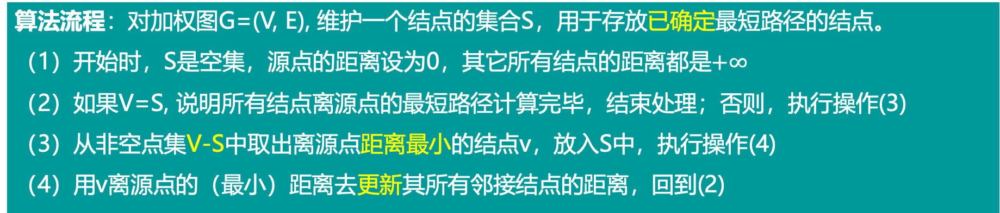 算法流程：对加权图G=(V, E), 维护一个结点的集合S，用于存放已确定最短路径的结点。
（1）开始时，S是空集，源点的距离设为0，其它所有结点的距离都是+∞
（2）如果V=S, 说明所有结点离源点的最短路径计算完毕，结束处理；否则，执行操作(3)
（3）从非空点集V-S中取出离源点距离最小的结点v，放入S中，执行操作(4)
（4）用v离源点的（最小）距离去更新其所有邻接结点的距离，回到(2)